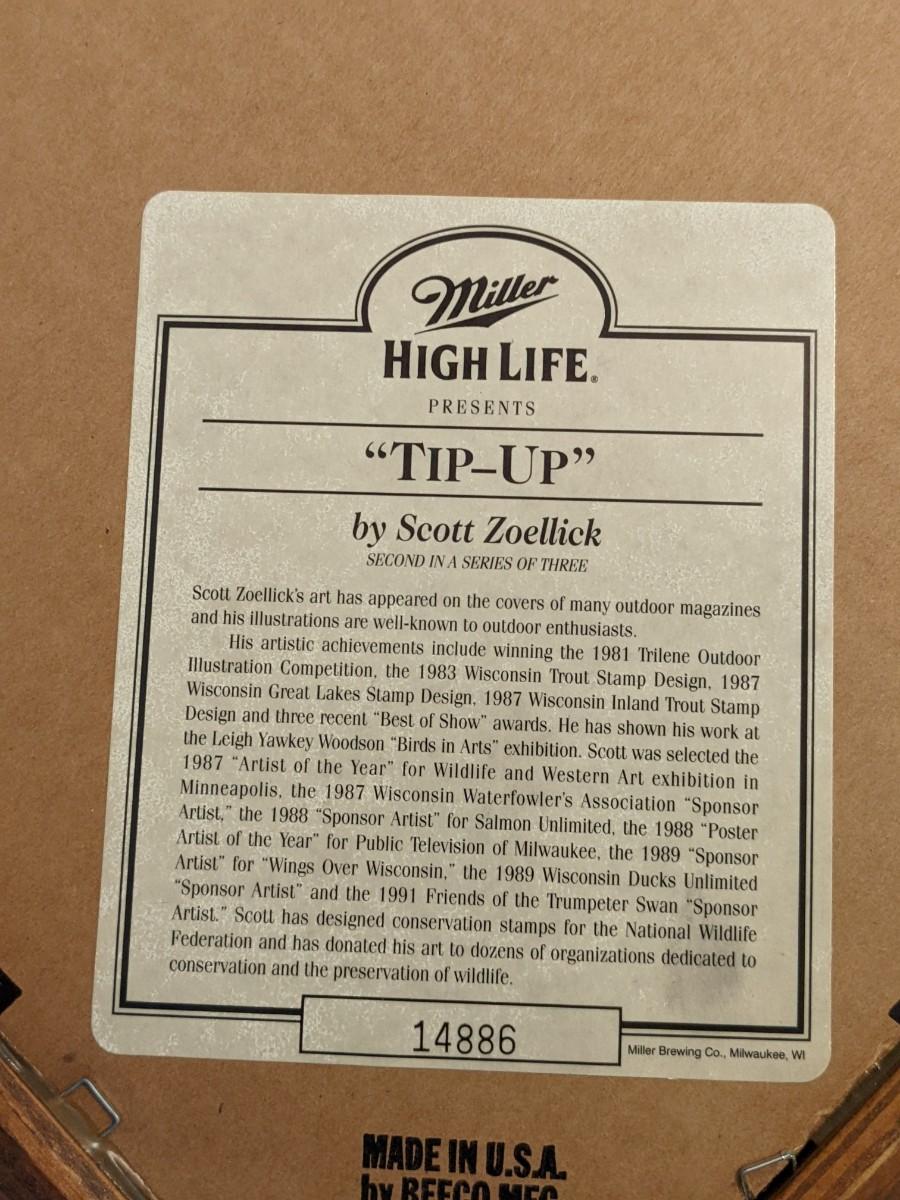 Miller
HIGH LIFE®
PRESENTS
“TIP–UP”
by Scott Zoellick
SECOND IN A SERIES OF THREE
Scott Zoellick's art has appeared on the covers of many outdoor magazines
and his illustrations are well-known to outdoor enthusiasts.
His artistic achievements include winning the 1981 Trilene Outdoor
Illustration Competition, the 1983 Wisconsin Trout Stamp Design, 1987
Wisconsin Great Lakes Stamp Design, 1987 Wisconsin Inland Trout Stamp
Design and three recent “Best of Show” awards. He has shown his work at
the Leigh Yawkey Woodson “Birds in Arts” exhibition. Scott was selected the
1987 “Artist of the Year” for Wildlife and Western Art exhibition in
Minneapolis, the 1987 Wisconsin Waterfowler's Association “Sponsor
Artist,” the 1988 “Sponsor Artist” for Salmon Unlimited, the 1988 “Poster
Artist of the Year” for Public Television of Milwaukee, the 1989 “Sponsor
Artist” for “Wings Over Wisconsin,” the 1989 Wisconsin Ducks Unlimited
“Sponsor Artist” and the 1991 Friends of the Trumpeter Swan “Sponsor
Artist.” Scott has designed conservation stamps for the National Wildlife
Federation and has donated his art to dozens of organizations dedicated to
conservation and the preservation of wildlife.
14886
Miller Brewing Co., Milwaukee, WI
MADE IN U.S.A.
by BEECO MFG